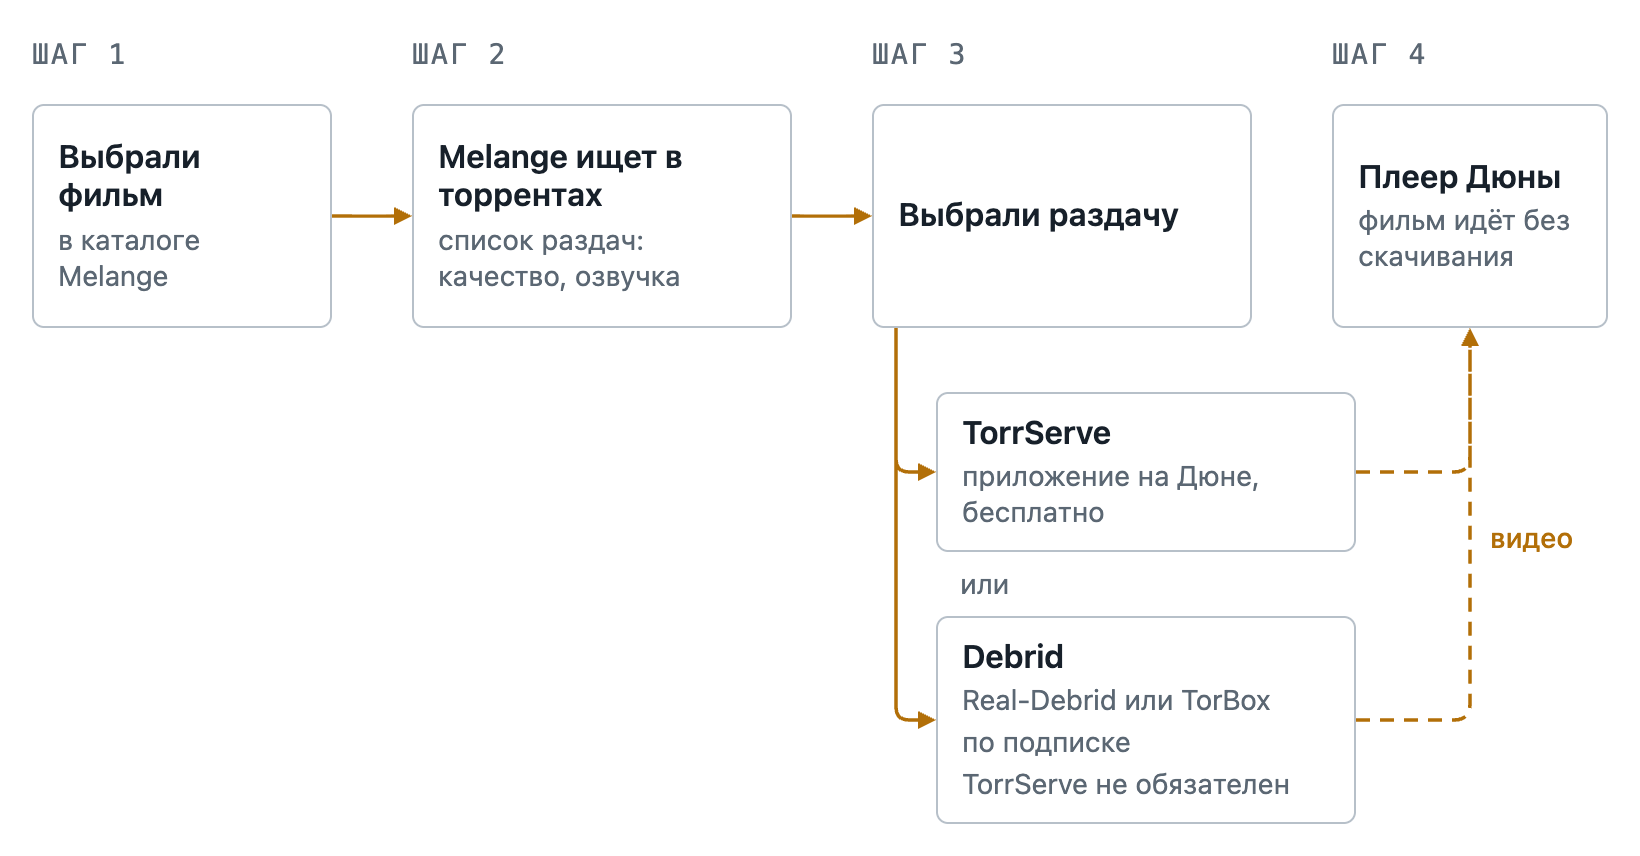 ШАГ 1
Выбрали
фильм
в каталоге
Melange
ШАГ 2
Melange ищет в
торрентах
список раздач:
качество, озвучка
ШАГ 3
Выбрали раздачу
TorrServe
приложение на Дюне,
бесплатно
или
Debrid
Real-Debrid или TorBox
по подписке
TorrServe не обязателен
ШАГ 4
Плеер Дюны
фильм идёт без
скачивания
видео